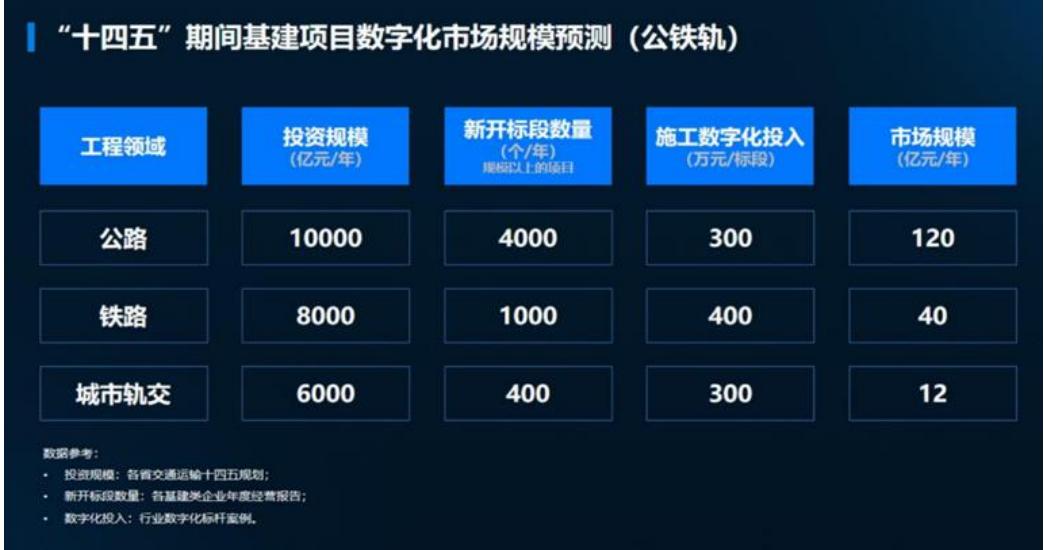 “十四五”期间基建项目数字化市场规模预测（公铁轨）
工程领域
投资规模
（亿元/年）
新开标段数量
（个/年）
规模以上的项目
施工数字化投入
（万元/标段）
市场规模
（亿元/年）
公路 10000 4000 300 120
铁路 8000 1000 400 40
城市轨交 6000 400 300 12
数据参考：
• 投资规模：各省交通运输十四五规划；
• 新开标段数量：各基建类企业年度经营报告；
• 数字化投入：行业数字化标杆案例。